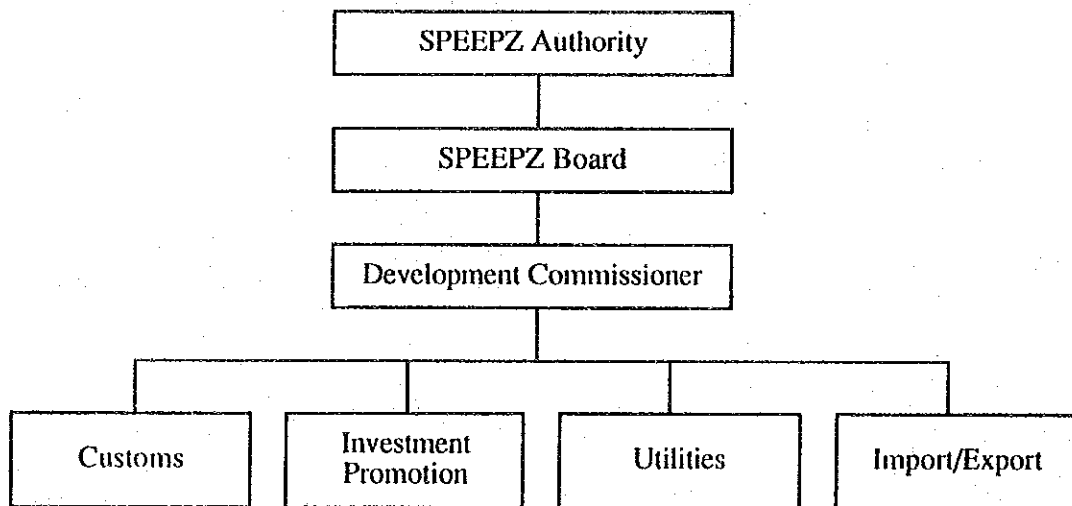 SPEEPZ Authority
SPEEPZ Board
Development Commissioner
Customs
Investment
Promotion
Utilities
Import/Export